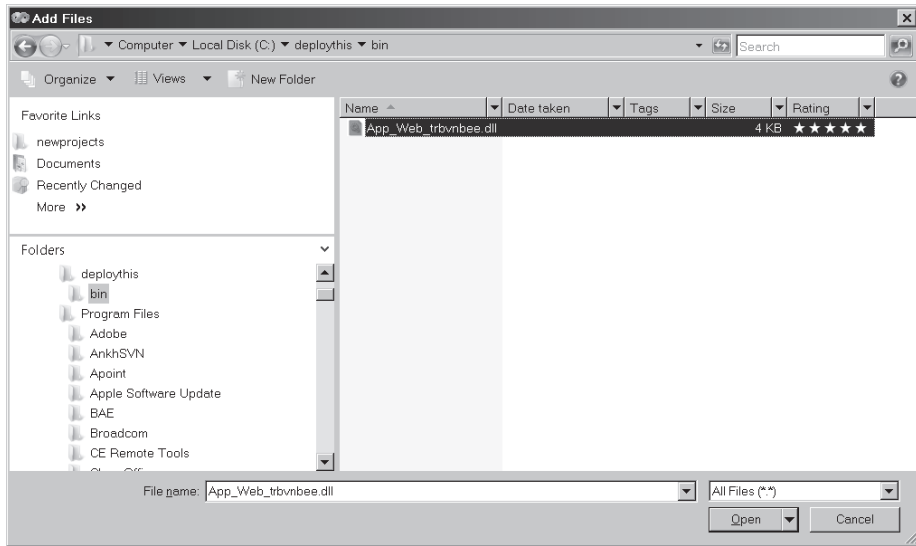 Add Files
Computer ▾ Local Disk (C:) ▾ deploythis ▾ bin
Search
Organize Views New Folder
Favorite Links
newprojects
Documents
Recently Changed
More >>
Folders
deploythis
bin
Program Files
Adobe
AnkhSVN
Apoint
Apple Software Update
BAE
Broadcom
CE Remote Tools
Name Date taken Tags Size Rating
App_Web_trbvnbee.dll 4 KB ★★★★★
File name: App_Web_trbvnbee.dll
All Files (*.*)
Open Cancel